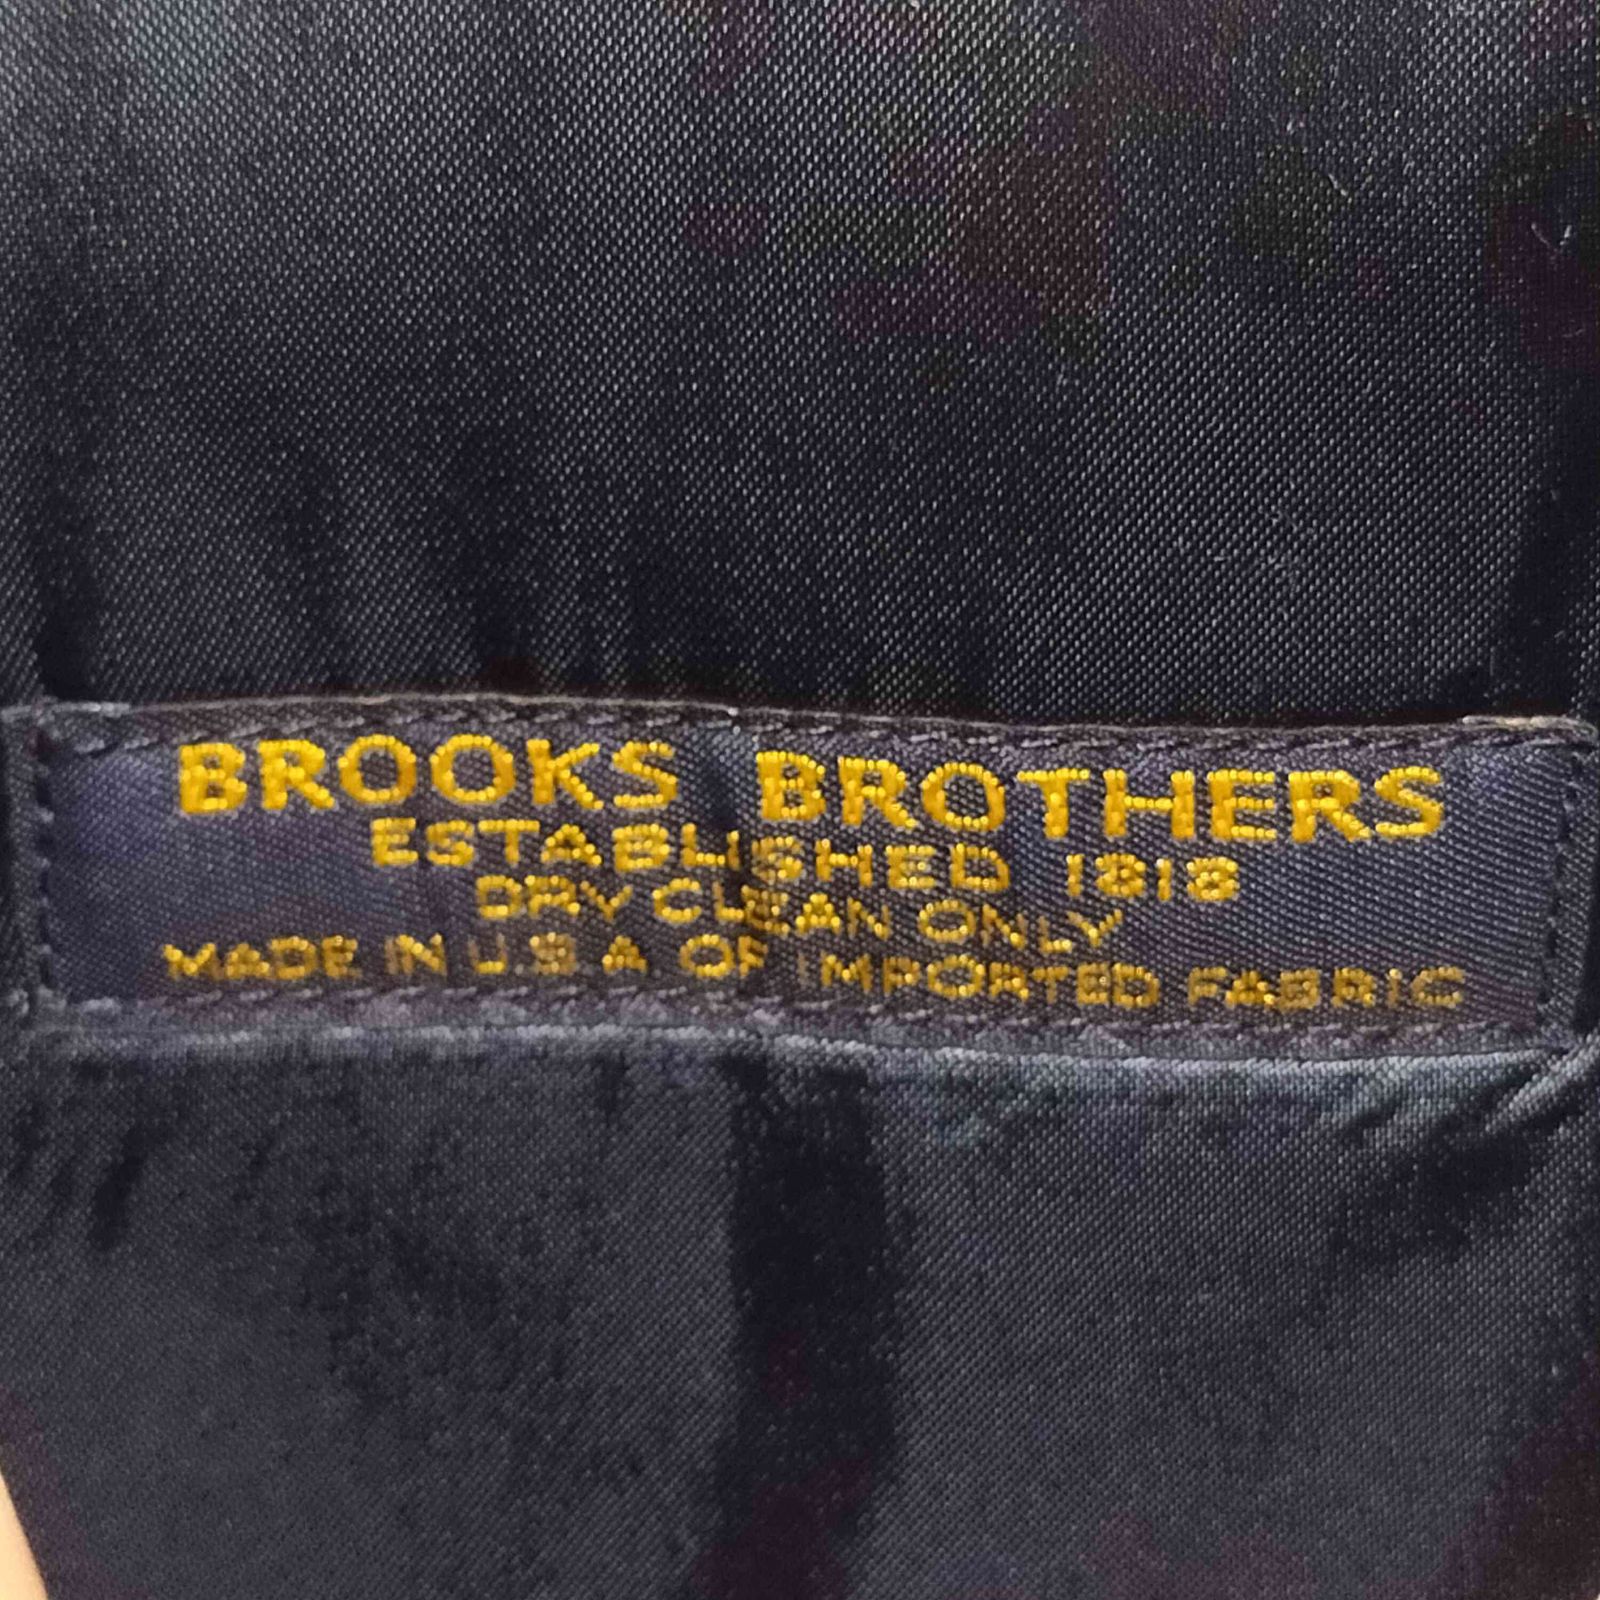 BROOKS BROTHERS
ESTABLISHED 1818
DRY CLEAN ONLY
MADE IN U.S.A. OF IMPORTED FABRIC